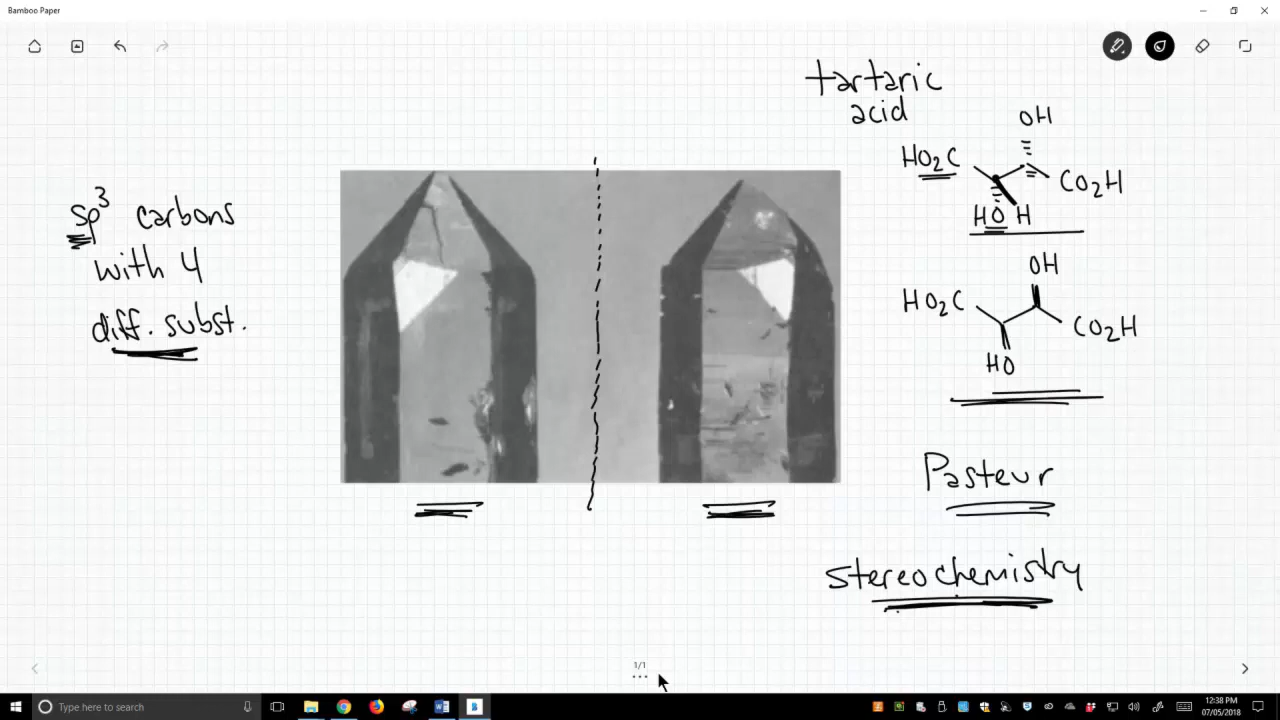 Bamboo Paper
tartaric
acid
OH
HO₂C
CO₂H
HO H
sp³ carbons
with 4
diff. subst.
OH
HO₂C
CO₂H
HO
Pasteur
stereochemistry
1/1
Type here to search
12:38 PM
07/05/2018